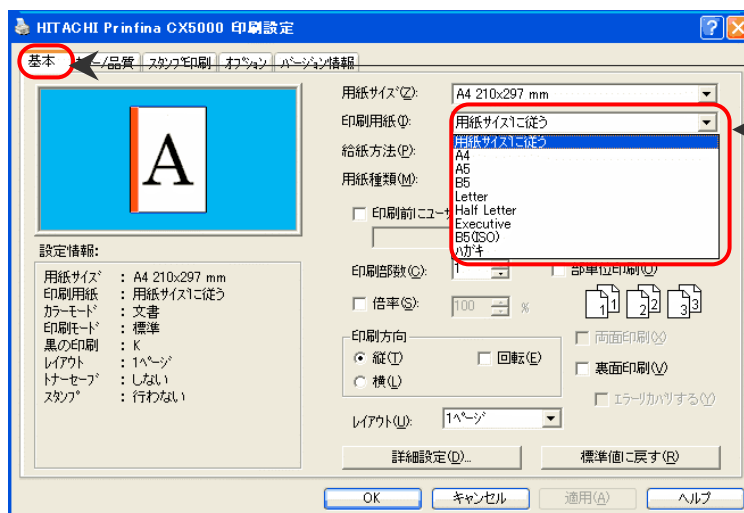 HITACHI Prinfina CX5000 印刷設定
基本
/品質
スタンプ印刷
オプション
バージョン情報
用紙サイズ(Z):
A4 210x297 mm
印刷用紙(I):
用紙サイズに従う
用紙サイズに従う
A4
A5
B5
Letter
Half Letter
Executive
B5(ISO)
ハガキ
給紙方法(P):
用紙種類(M):
印刷前にユーザ
A
設定情報:
用紙サイズ : A4 210x297 mm
印刷用紙 : 用紙サイズに従う
カラーモード : 文書
印刷モード : 標準
黒の印刷 : K
レイアウト : 1ページ
トナーセーブ : しない
スタンプ : 行わない
印刷部数(C):
1
部単位印刷(O)
倍率(S):
100
%
1 1 2 2 3 3
印刷方向
縦(T)
回転(E)
横(L)
両面印刷(X)
裏面印刷(V)
エラーリカバリする(Y)
レイアウト(U):
1ページ
詳細設定(D)...
標準値に戻す(R)
OK
キャンセル
適用(A)
ヘルプ